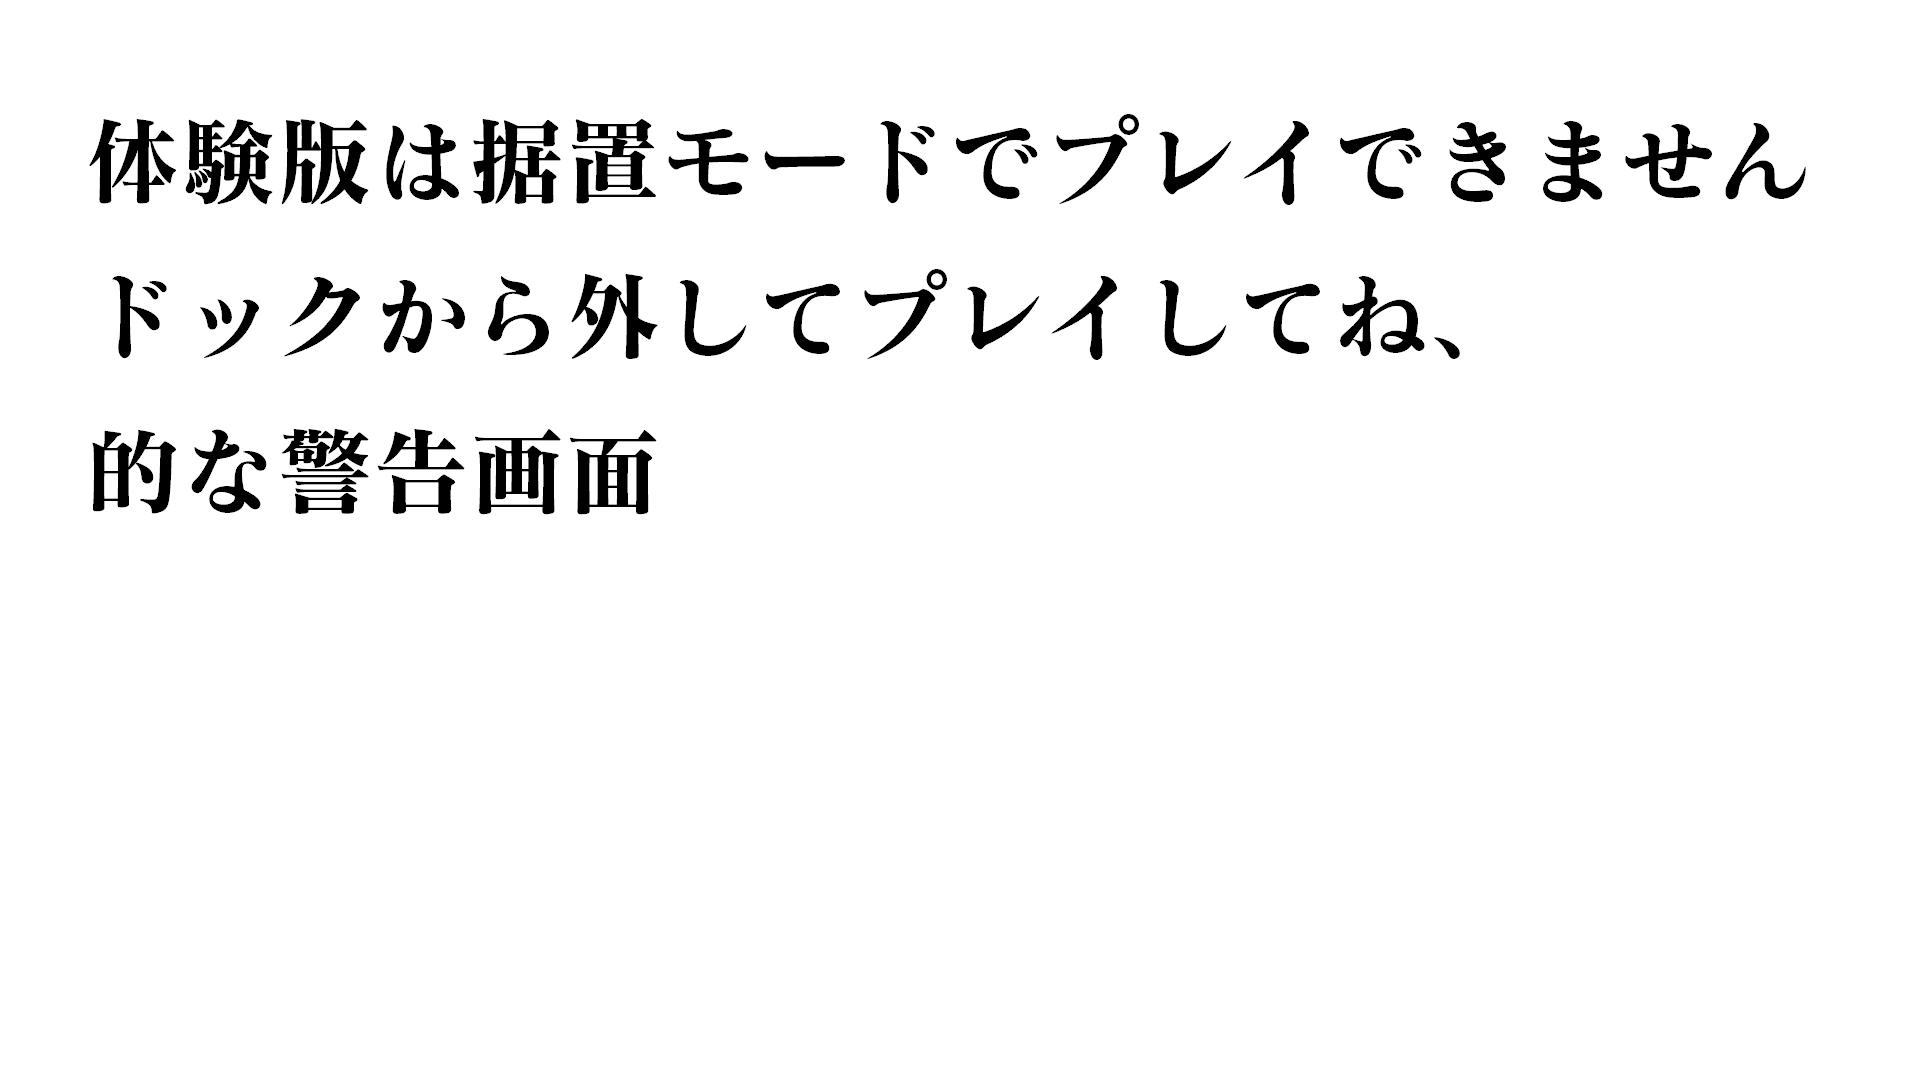 体験版は据置モードでプレイできません
ドックから外してプレイしてね、
的な警告画面